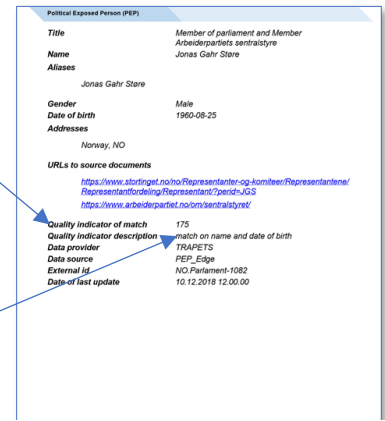 Political Exposed Person (PEP)
Title Member of parliament and Member
Arbeiderpartiets sentralstyre
Name Jonas Gahr Støre
Aliases
Jonas Gahr Støre
Gender Male
Date of birth 1960-08-25
Addresses
Norway, NO
URLs to source documents
https://www.stortinget.no/no/Representanter-og-komiteer/Representantene/
Representantfordeling/Representant/?perid=JGS
https://www.arbeiderpartiet.no/om/sentralstyret/
Quality indicator of match 175
Quality indicator description match on name and date of birth
Data provider TRAPETS
Data source PEP_Edge
External id NO.Parlament-1082
Date of last update 10.12.2018 12.00.00